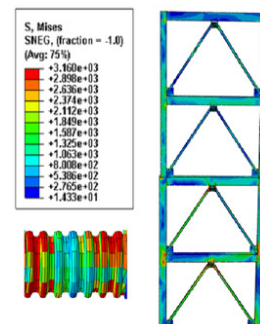 S, Mises
SNEG, (fraction = -1.0)
(Avg: 75%)
+3.160e+03
+2.898e+03
+2.636e+03
+2.374e+03
+2.112e+03
+1.849e+03
+1.587e+03
+1.325e+03
+1.063e+03
+8.008e+02
+5.386e+02
+2.765e+02
+1.433e+01